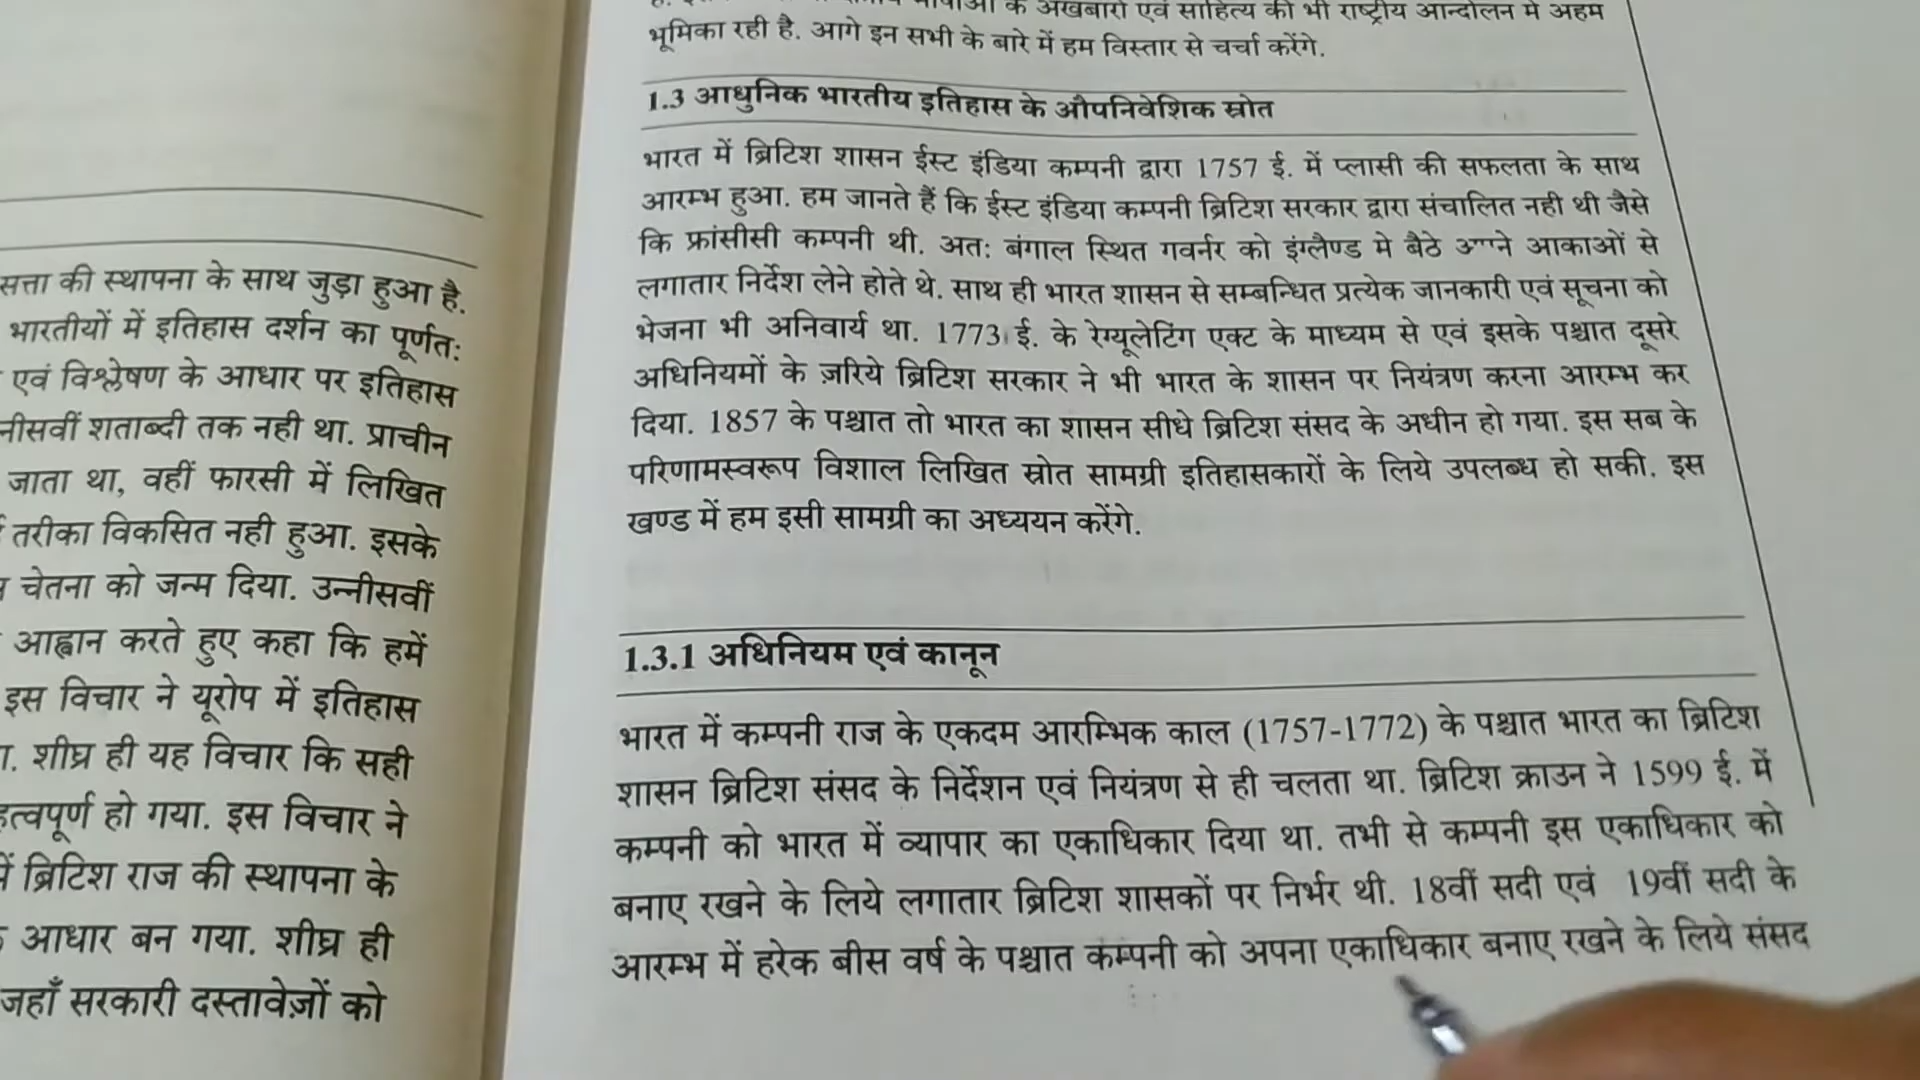 सत्ता की स्थापना के साथ जुड़ा हुआ है.
भारतीयों में इतिहास दर्शन का पूर्णत:
एवं विश्लेषण के आधार पर इतिहास
नीसवीं शताब्दी तक नही था. प्राचीन
जाता था, वहीं फारसी में लिखित
तरीका विकसित नही हुआ. इसके
चेतना को जन्म दिया. उन्नीसवीं
आह्वान करते हुए कहा कि हमें
इस विचार ने यूरोप में इतिहास
शीघ्र ही यह विचार कि सही
हत्वपूर्ण हो गया. इस विचार ने
में ब्रिटिश राज की स्थापना के
आधार बन गया. शीघ्र ही
जहाँ सरकारी दस्तावेज़ों को
के अखबारों एवं साहित्य की भी राष्ट्रीय आन्दोलन मे अहम
भूमिका रही है. आगे इन सभी के बारे में हम विस्तार से चर्चा करेंगे.
1.3 आधुनिक भारतीय इतिहास के औपनिवेशिक स्रोत
भारत में ब्रिटिश शासन ईस्ट इंडिया कम्पनी द्वारा 1757 ई. में प्लासी की सफलता के साथ
आरम्भ हुआ. हम जानते हैं कि ईस्ट इंडिया कम्पनी ब्रिटिश सरकार द्वारा संचालित नही थी जैसे
कि फ्रांसीसी कम्पनी थी. अत: बंगाल स्थित गवर्नर को इंग्लैण्ड मे बैठे आकाओं से
लगातार निर्देश लेने होते थे. साथ ही भारत शासन से सम्बन्धित प्रत्येक जानकारी एवं सूचना को
भेजना भी अनिवार्य था. 1773 ई. के रेग्यूलेटिंग एक्ट के माध्यम से एवं इसके पश्चात दूसरे
अधिनियमों के ज़रिये ब्रिटिश सरकार ने भी भारत के शासन पर नियंत्रण करना आरम्भ कर
दिया. 1857 के पश्चात तो भारत का शासन सीधे ब्रिटिश संसद के अधीन हो गया. इस सब के
परिणामस्वरूप विशाल लिखित स्रोत सामग्री इतिहासकारों के लिये उपलब्ध हो सकी. इस
खण्ड में हम इसी सामग्री का अध्ययन करेंगे.
1.3.1 अधिनियम एवं कानून
भारत में कम्पनी राज के एकदम आरम्भिक काल (1757-1772) के पश्चात भारत का ब्रिटिश
शासन ब्रिटिश संसद के निर्देशन एवं नियंत्रण से ही चलता था. ब्रिटिश क्राउन ने 1599 ई. में
कम्पनी को भारत में व्यापार का एकाधिकार दिया था. तभी से कम्पनी इस एकाधिकार को
बनाए रखने के लिये लगातार ब्रिटिश शासकों पर निर्भर थी. 18वीं सदी एवं 19वीं सदी के
आरम्भ में हरेक बीस वर्ष के पश्चात कम्पनी को अपना एकाधिकार बनाए रखने के लिये संसद